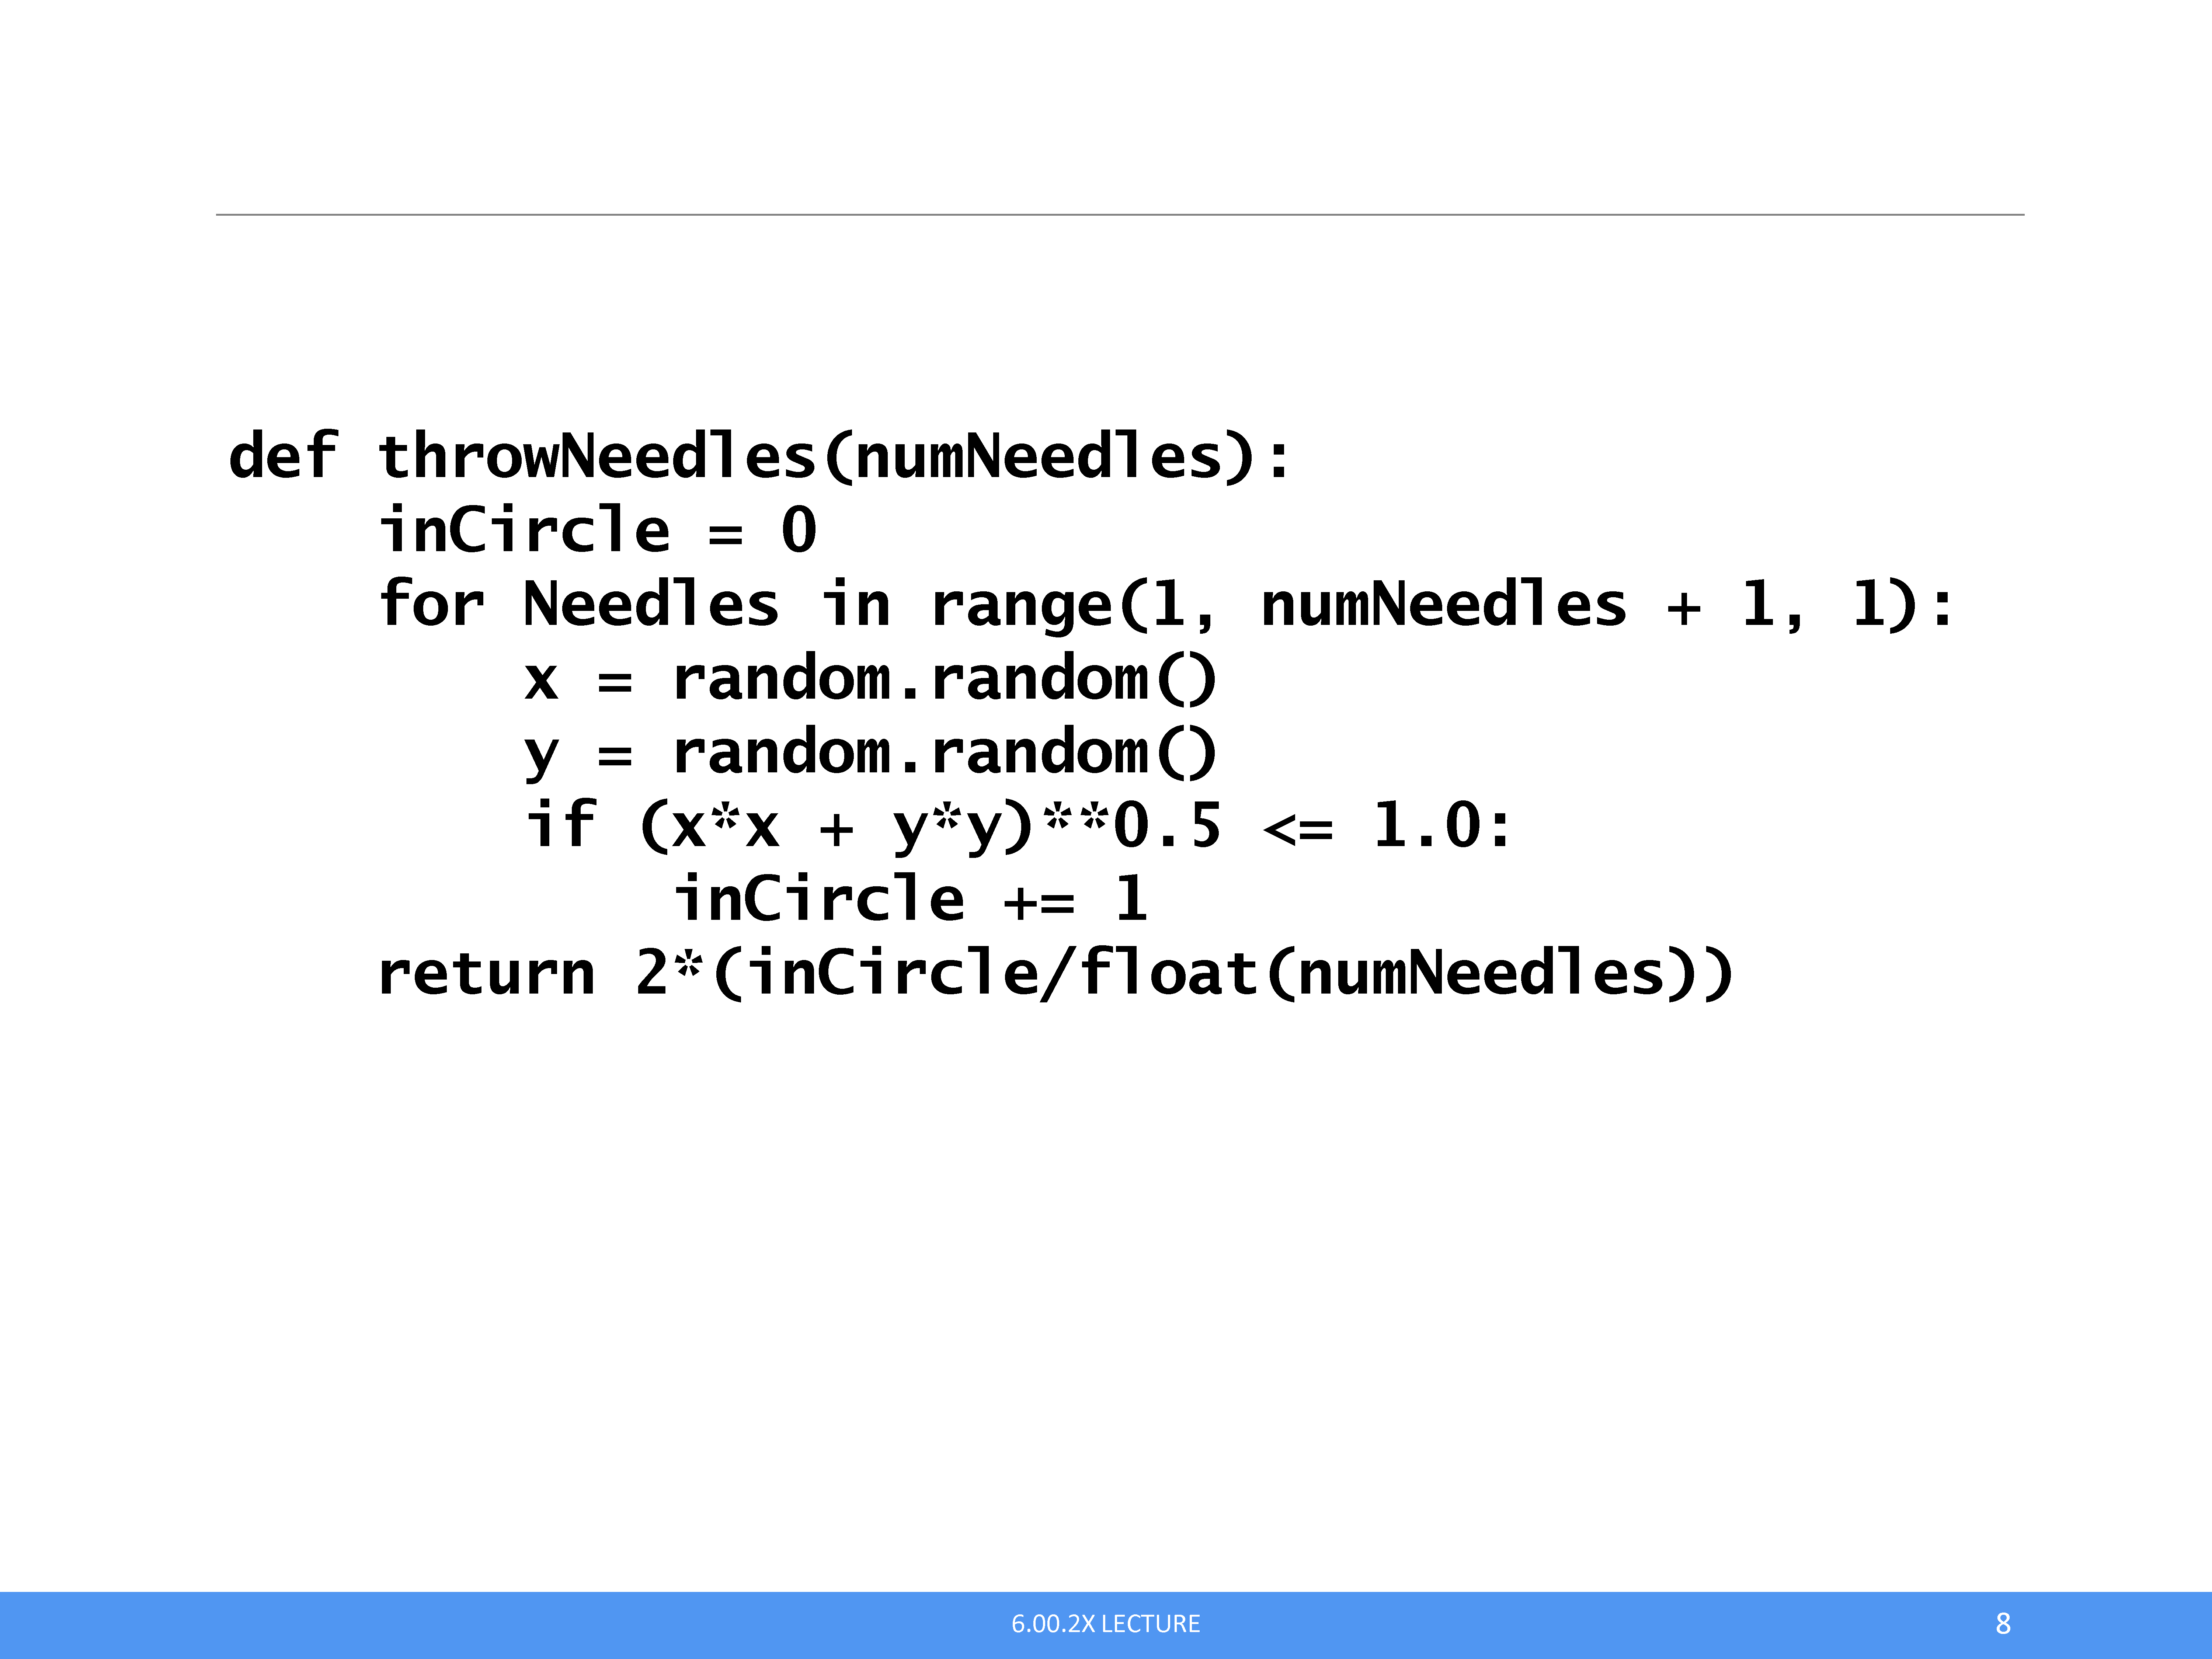 def throwNeedles(numNeedles):
    inCircle = 0
    for Needles in range(1, numNeedles + 1, 1):
        x = random.random()
        y = random.random()
        if (x*x + y*y)**0.5 <= 1.0:
            inCircle += 1
    return 2*(inCircle/float(numNeedles))
6.00.2X LECTURE
8